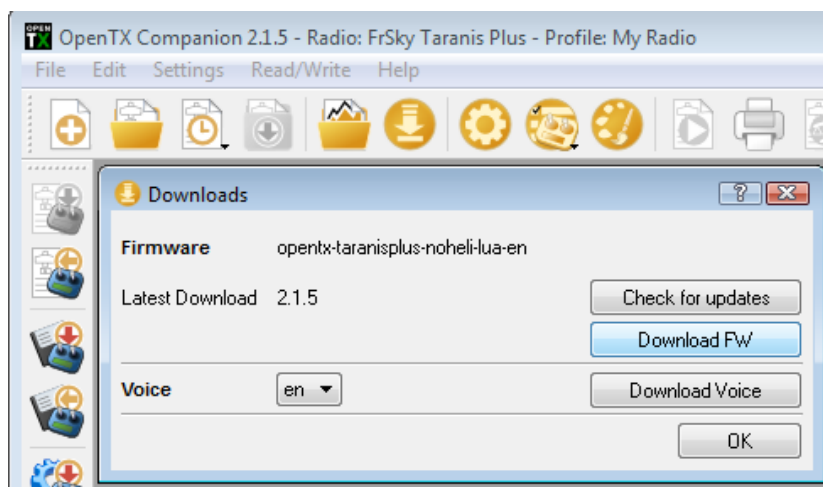 OPEN TX OpenTX Companion 2.1.5 - Radio: FrSky Taranis Plus - Profile: My Radio
File Edit Settings Read/Write Help
Downloads ?
Firmware opentx-taranisplus-noheli-lua-en
Latest Download 2.1.5 Check for updates
Download FW
Voice en Download Voice
OK